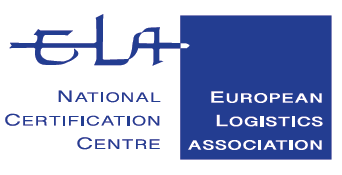 ELA
NATIONAL
CERTIFICATION
CENTRE
EUROPEAN
LOGISTICS
ASSOCIATION